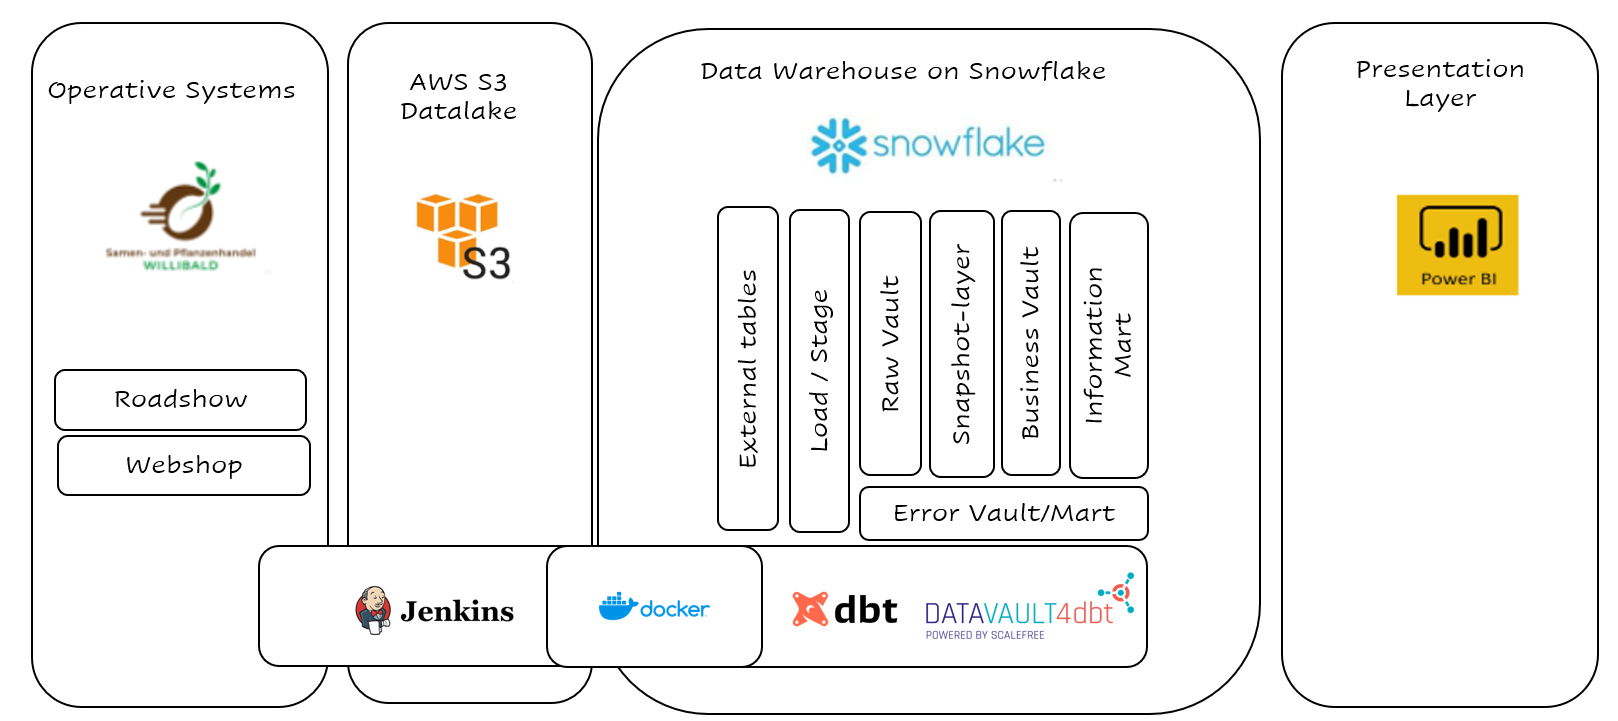 Operative Systems
Samen- und Pflanzenhandel
WILLIBALD
Roadshow
Webshop
AWS S3
Datalake
S3
Data Warehouse on Snowflake
snowflake
External tables
Load / Stage
Raw Vault
Snapshot-layer
Business Vault
Information
Mart
Error Vault/Mart
Jenkins
docker
dbt
DATAVAULT4dbt
POWERED BY SCALEFREE
Presentation
Layer
Power BI